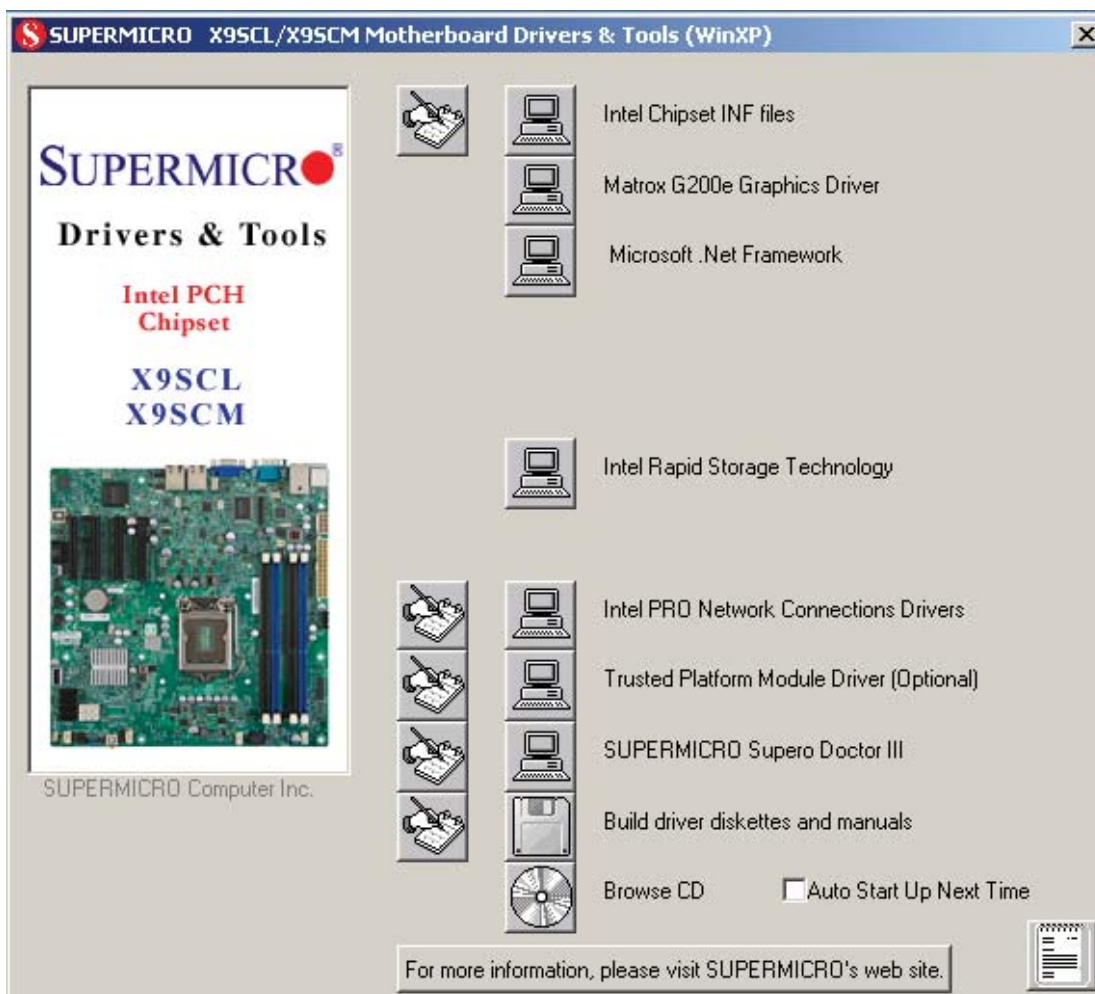 SUPERMICRO X9SCL/X9SCM Motherboard Drivers & Tools (WinXP)
SUPERMICRO®
Drivers & Tools
Intel PCH
Chipset
X9SCL
X9SCM
SUPERMICRO Computer Inc.
Intel Chipset INF files
Matrox G200e Graphics Driver
Microsoft .Net Framework
Intel Rapid Storage Technology
Intel PRO Network Connections Drivers
Trusted Platform Module Driver (Optional)
SUPERMICRO Supero Doctor III
Build driver diskettes and manuals
Browse CD Auto Start Up Next Time
For more information, please visit SUPERMICRO's web site.